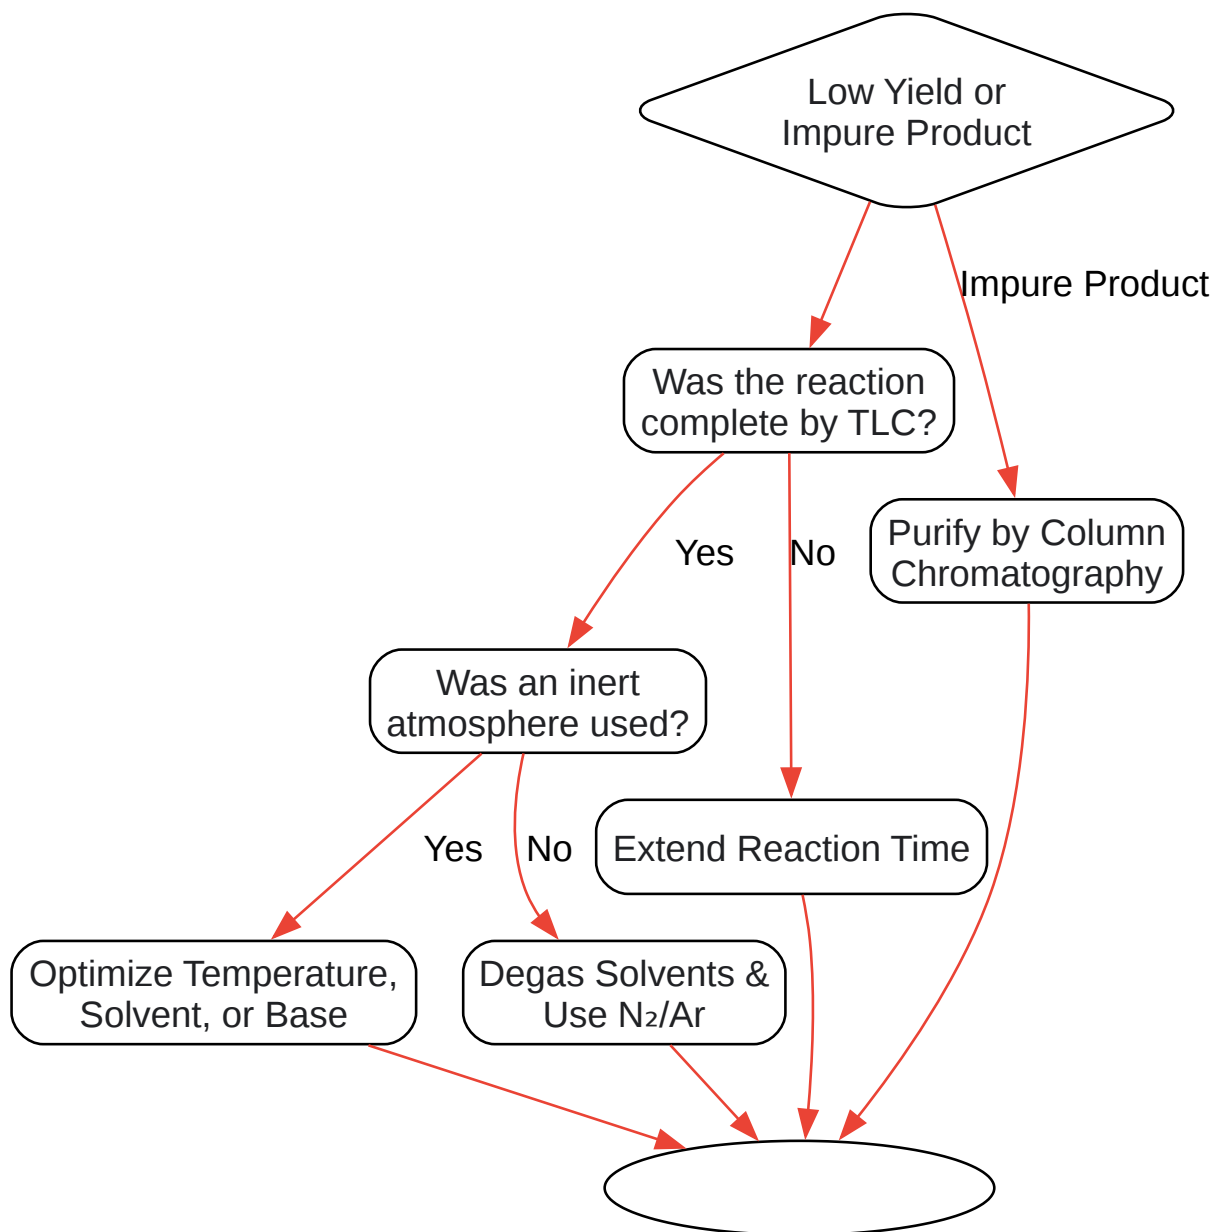 Low Yield or
Impure Product
Impure Product
Was the reaction
complete by TLC?
Purify by Column
Chromatography
Yes
No
Was an inert
atmosphere used?
Yes
No
Extend Reaction Time
Optimize Temperature,
Solvent, or Base
Degas Solvents &
Use N₂/Ar